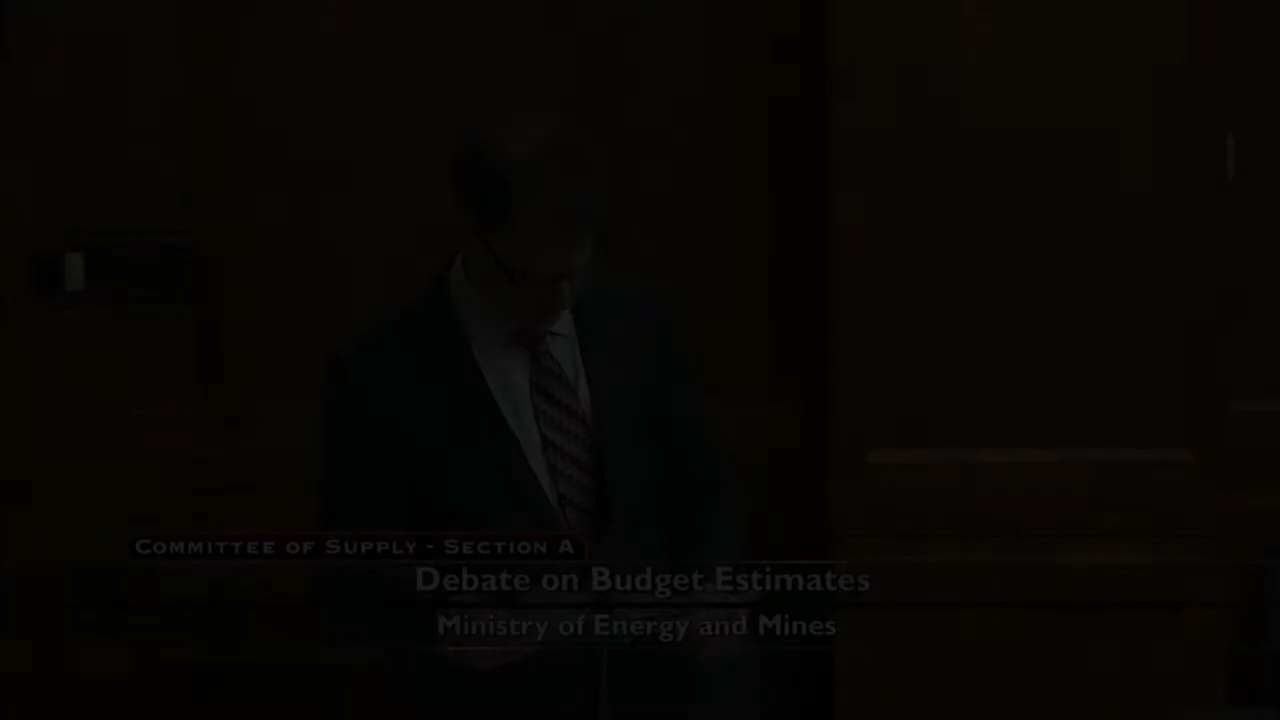 COMMITTEE OF SUPPLY - SECTION A
Debate on Budget Estimates
Ministry of Energy and Mines